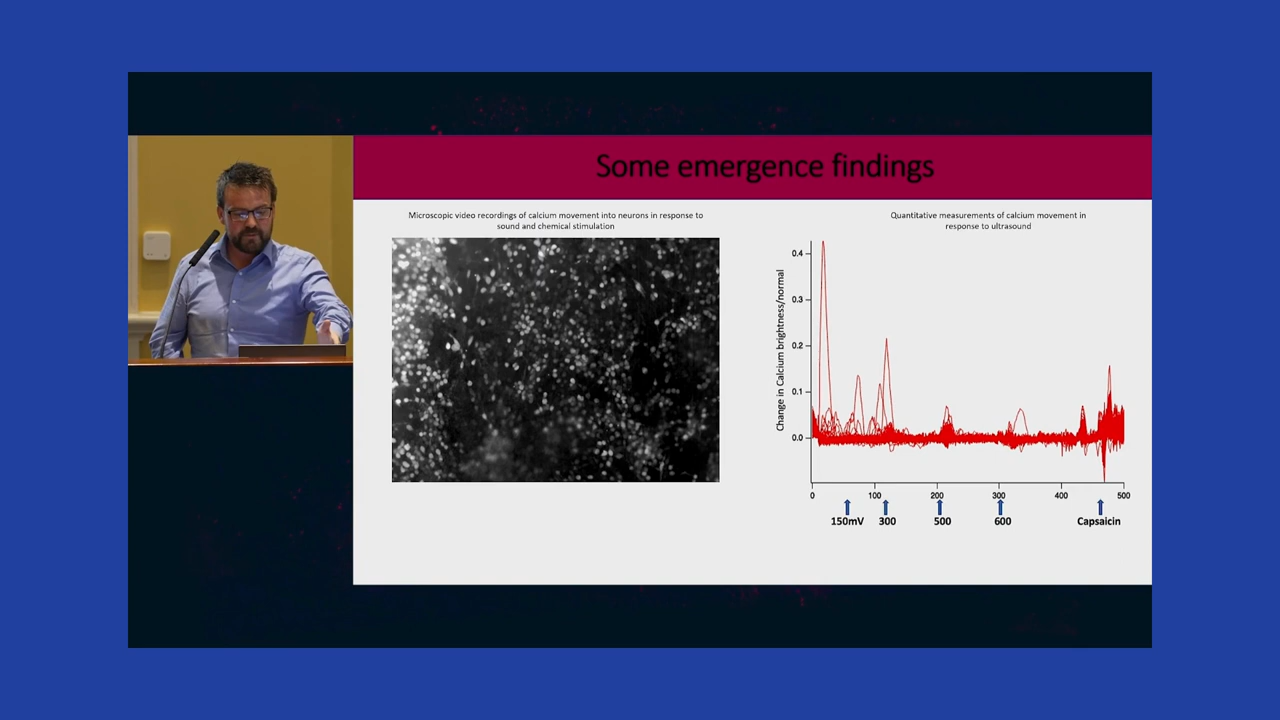 Some emergence findings
Microscopic video recordings of calcium movement into neurons in response to
sound and chemical stimulation
Quantitative measurements of calcium movement in
response to ultrasound
Change in Calcium brightness/normal
0.4
0.3
0.2
0.1
0.0
0 100 200 300 400 500
150mV 300 500 600 Capsaicin